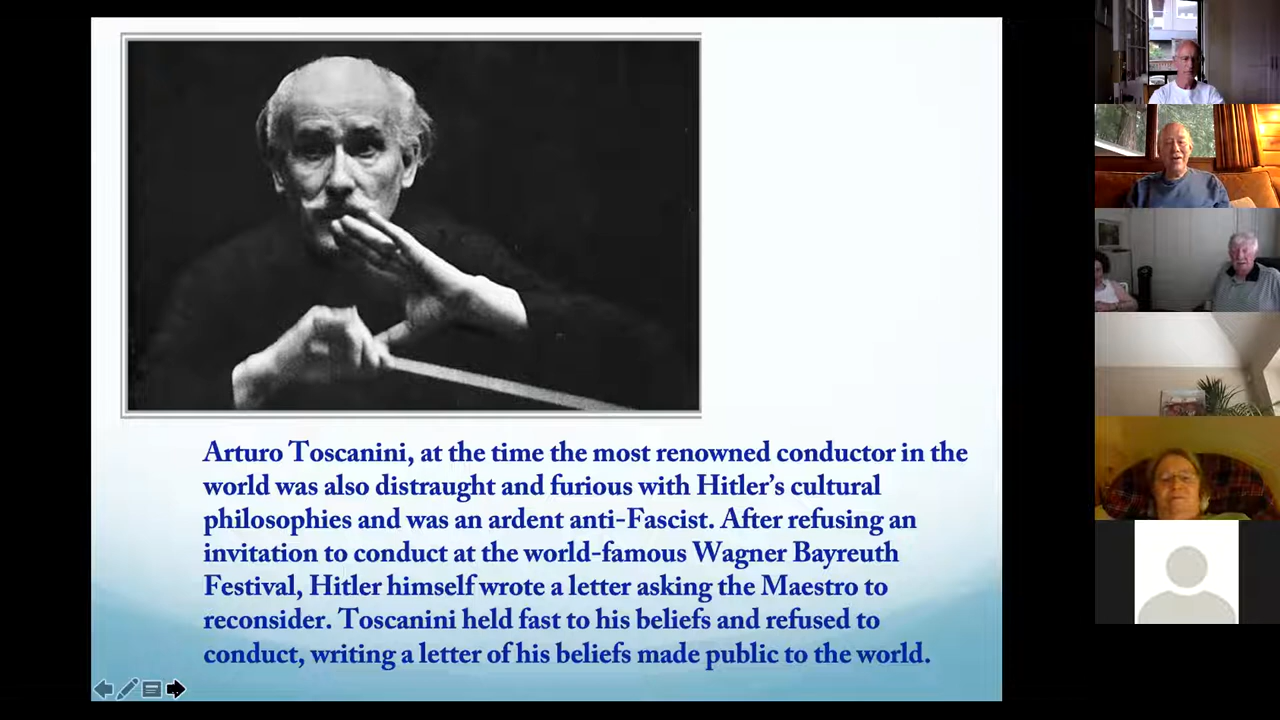 Arturo Toscanini, at the time the most renowned conductor in the
world was also distraught and furious with Hitler’s cultural
philosophies and was an ardent anti-Fascist. After refusing an
invitation to conduct at the world-famous Wagner Bayreuth
Festival, Hitler himself wrote a letter asking the Maestro to
reconsider. Toscanini held fast to his beliefs and refused to
conduct, writing a letter of his beliefs made public to the world.